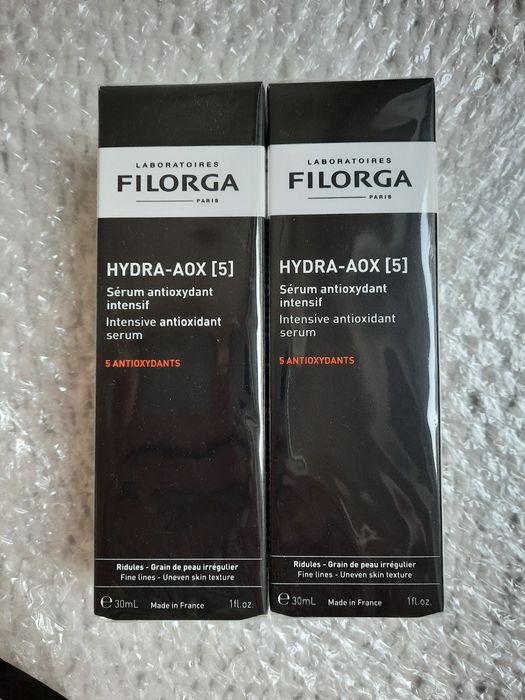 LABORATOIRES
FILORGA
PARIS
HYDRA-AOX [5]
Sérum antioxydant
intensif
Intensive antioxidant
serum
5 ANTIOXYDANTS
Ridules - Grain de peau irrégulier
Fine lines - Uneven skin texture
℮ 30mL Made in France 1fl.oz.
LABORATOIRES
FILORGA
PARIS
HYDRA-AOX [5]
Sérum antioxydant
intensif
Intensive antioxidant
serum
5 ANTIOXYDANTS
Ridules - Grain de peau irrégulier
Fine lines - Uneven skin texture
℮ 30mL Made in France 1fl.oz.